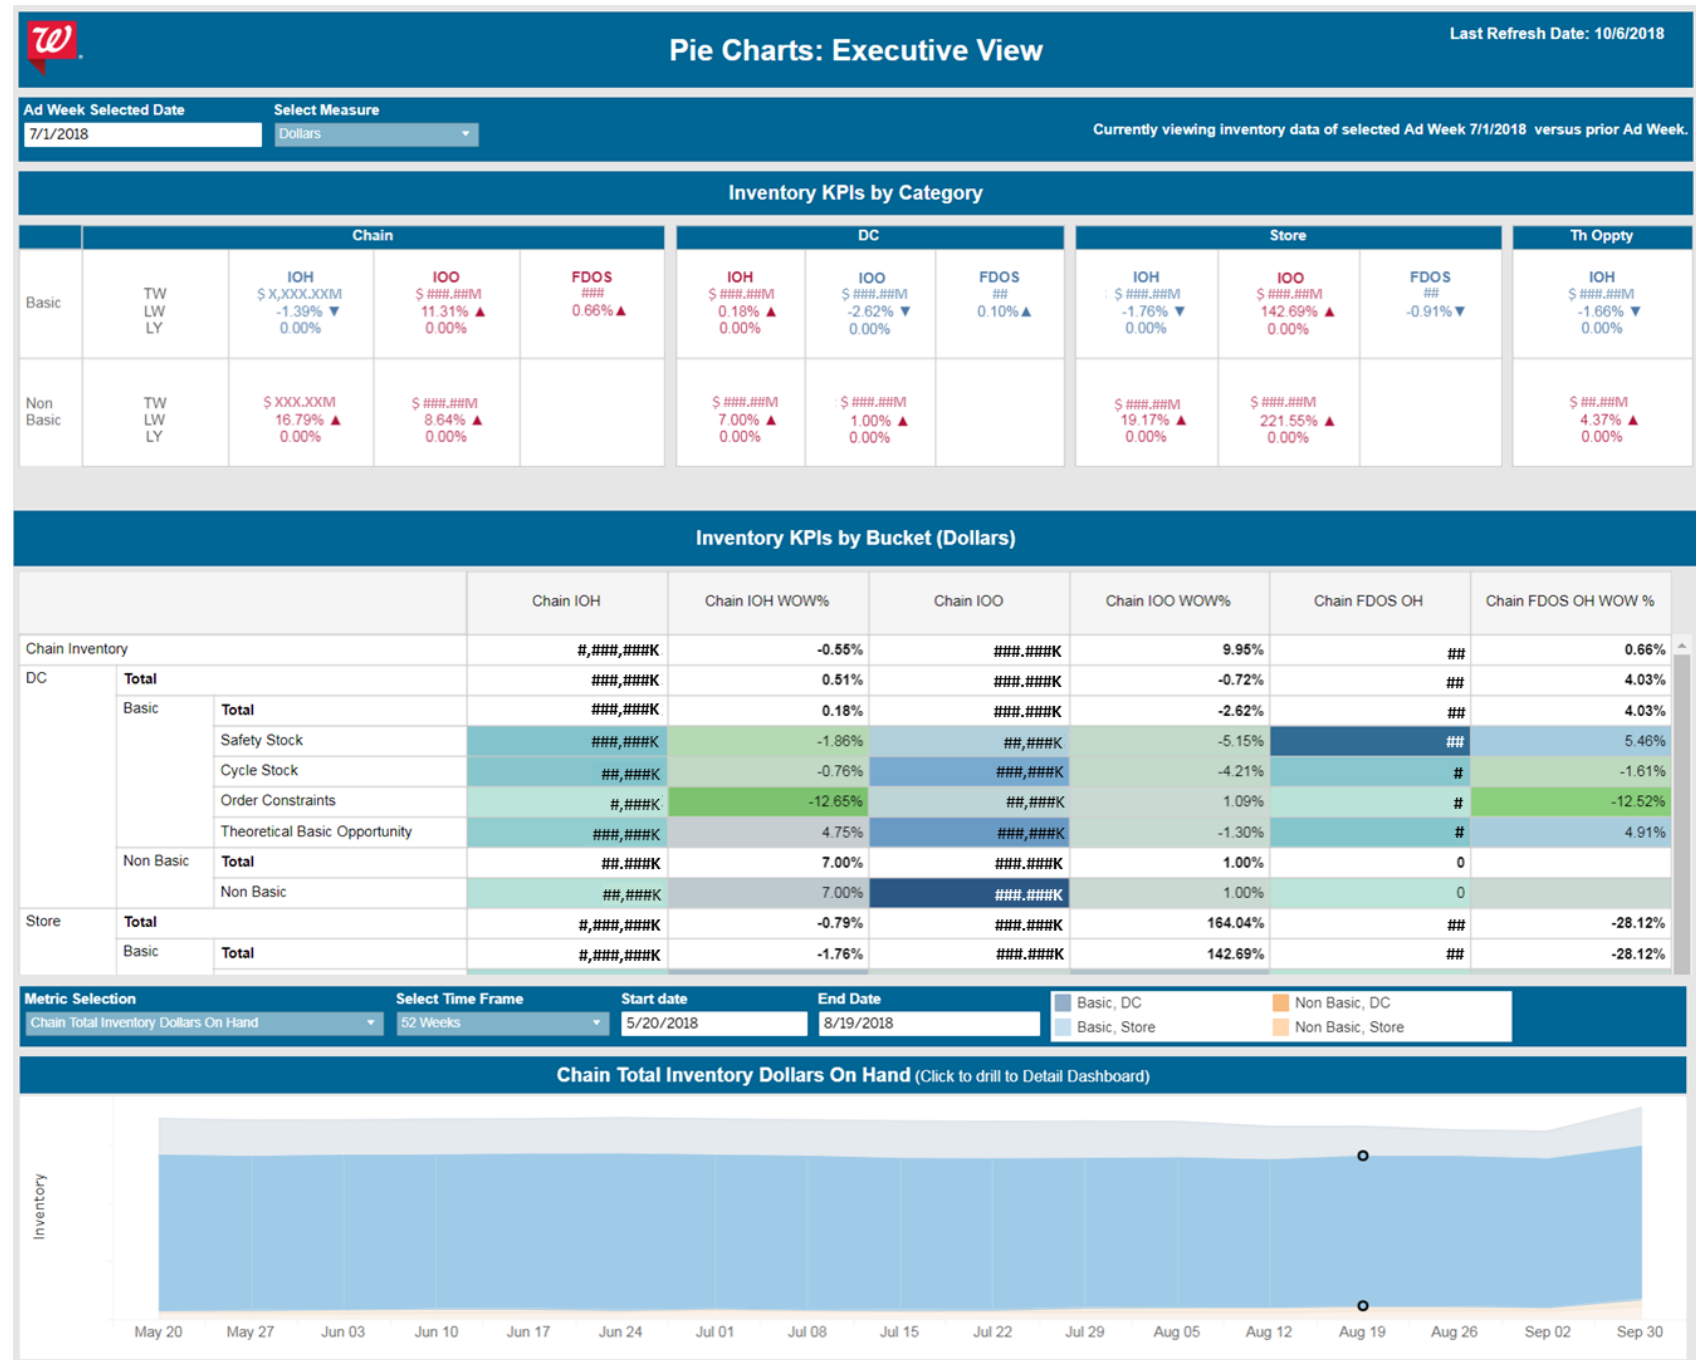 Pie Charts: Executive View
Last Refresh Date: 10/6/2018
Ad Week Selected Date
Select Measure
7/1/2018
Dollars
Currently viewing inventory data of selected Ad Week 7/1/2018 versus prior Ad Week.
Inventory KPIs by Category
Chain DC Store Th Oppty
IOH IOO FDOS IOH IOO FDOS IOH IOO FDOS IOH
Basic
TW $ X,XXX.XXM $ ###.##M ### $ ###.##M $ ###.##M ## $ ###.##M $ ###.##M ## $ ###.##M
LW -1.39% ▼ 11.31% ▲ 0.66% ▲ 0.18% ▲ -2.62% ▼ 0.10% ▲ -1.76% ▼ 142.69% ▲ -0.91% ▼ -1.66% ▼
LY 0.00% 0.00% 0.00% 0.00% 0.00% 0.00% 0.00%
Non Basic
TW $ XXX.XXM $ ###.##M $ ###.##M $ ###.##M $ ###.##M $ ###.##M $ ##.##M
LW 16.79% ▲ 8.64% ▲ 7.00% ▲ 1.00% ▲ 19.17% ▲ 221.55% ▲ 4.37% ▲
LY 0.00% 0.00% 0.00% 0.00% 0.00% 0.00% 0.00%
Inventory KPIs by Bucket (Dollars)
Chain IOH Chain IOH WOW% Chain IOO Chain IOO WOW% Chain FDOS OH Chain FDOS OH WOW %
Chain Inventory #,###,###K -0.55% ###.###K 9.95% ## 0.66%
DC Total ###,###K 0.51% ###.###K -0.72% ## 4.03%
Basic Total ###,###K 0.18% ###.###K -2.62% ## 4.03%
Safety Stock ###,###K -1.86% ##,###K -5.15% ## 5.46%
Cycle Stock ##,###K -0.76% ###,###K -4.21% # -1.61%
Order Constraints #,###K -12.65% ##,###K 1.09% # -12.52%
Theoretical Basic Opportunity ###,###K 4.75% ###,###K -1.30% # 4.91%
Non Basic Total ##.###K 7.00% ###.###K 1.00% 0
Non Basic ##,###K 7.00% ###.###K 1.00% 0
Store Total #,###,###K -0.79% ###.###K 164.04% ## -28.12%
Basic Total #,###,###K -1.76% ###.###K 142.69% ## -28.12%
Metric Selection
Select Time Frame
Start date
End Date
Chain Total Inventory Dollars On Hand
52 Weeks
5/20/2018
8/19/2018
Basic, DC
Non Basic, DC
Basic, Store
Non Basic, Store
Chain Total Inventory Dollars On Hand (Click to drill to Detail Dashboard)
Inventory
May 20 May 27 Jun 03 Jun 10 Jun 17 Jun 24 Jul 01 Jul 08 Jul 15 Jul 22 Jul 29 Aug 05 Aug 12 Aug 19 Aug 26 Sep 02 Sep 30